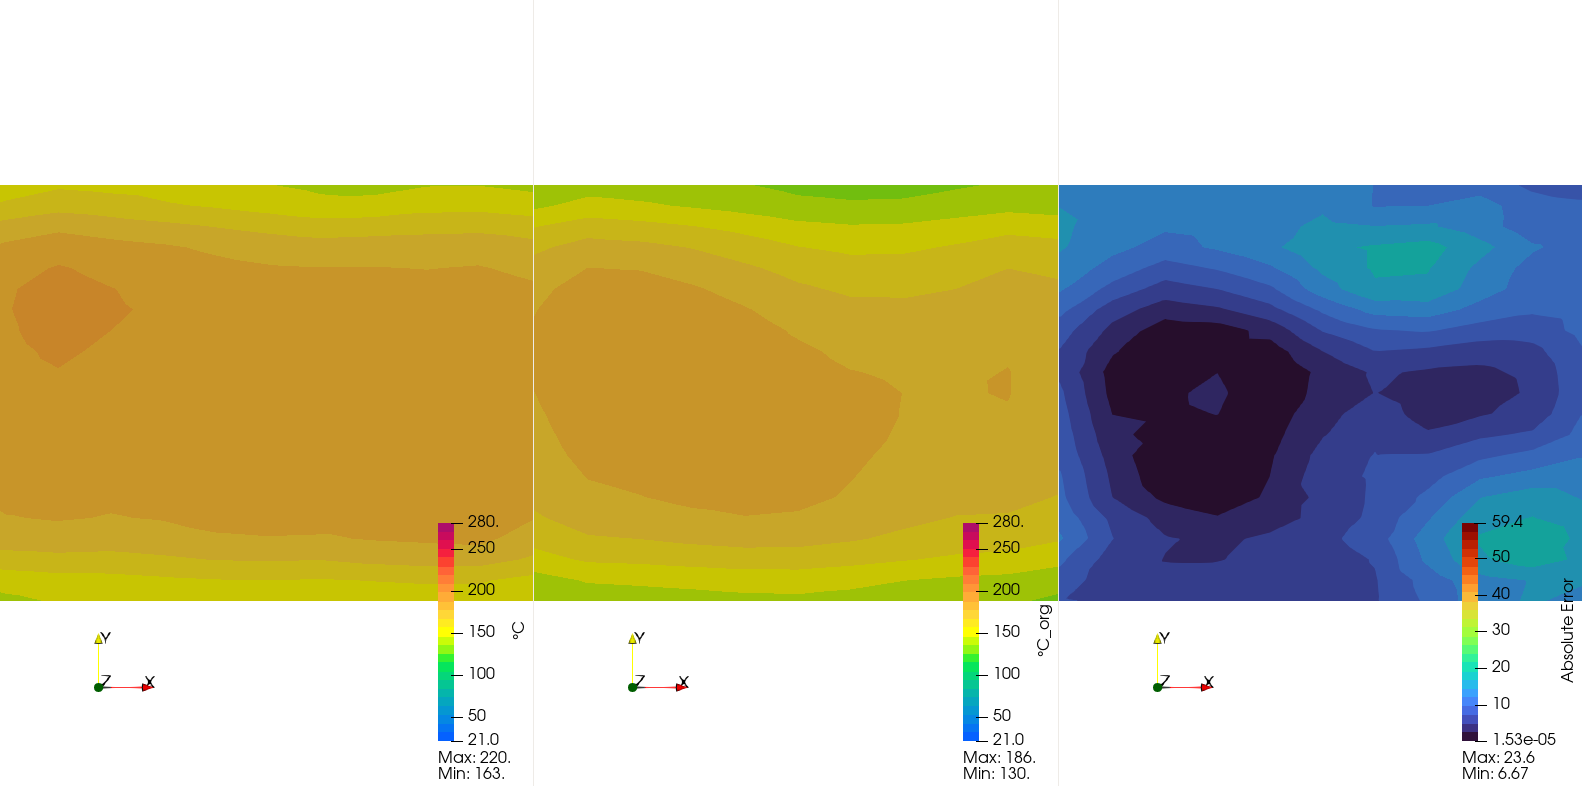 280.
250
200
150
100
50
21.0
°C
Max: 220.
Min: 163.
Y
Z
X
280.
250
200
150
100
50
21.0
°C_org
Max: 186.
Min: 130.
Y
Z
X
59.4
50
40
30
20
10
1.53e-05
Absolute Error
Max: 23.6
Min: 6.67
Y
Z
X